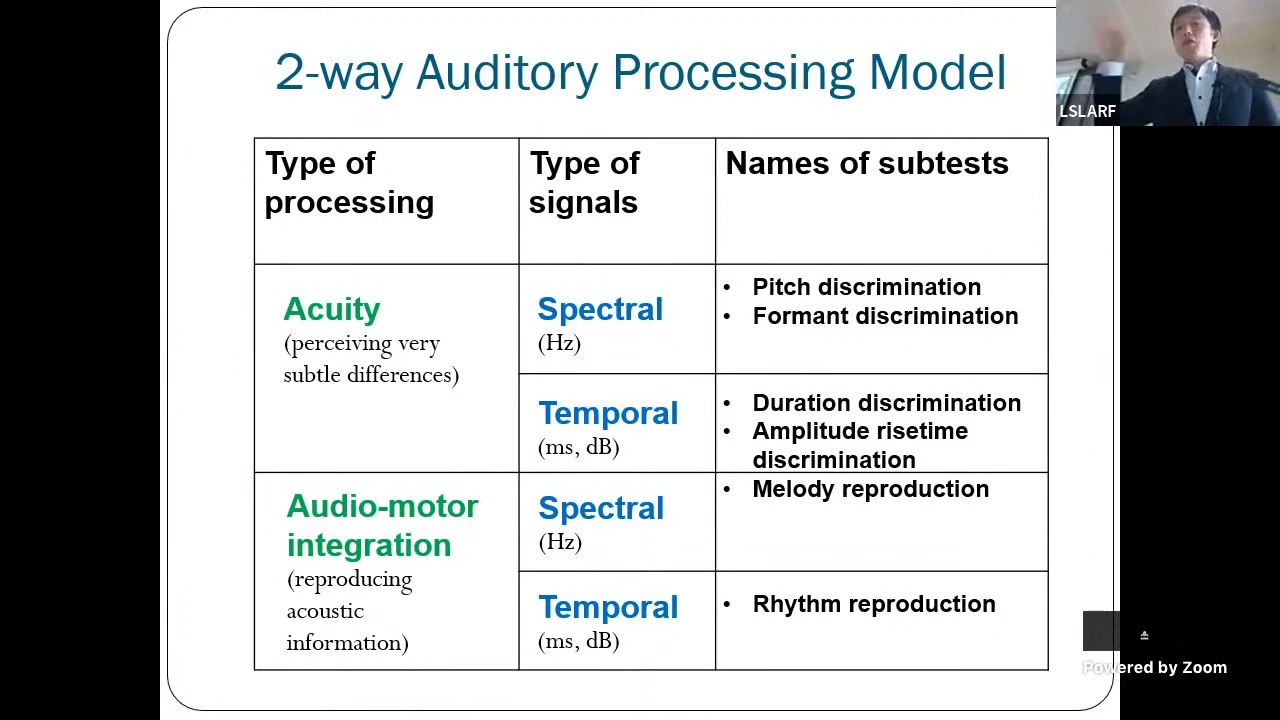 2-way Auditory Processing Model
LSLARF
Type of
processing
Type of
signals
Names of subtests
Acuity
(perceiving very
subtle differences)
Spectral
(Hz)
• Pitch discrimination
• Formant discrimination
Temporal
(ms, dB)
• Duration discrimination
• Amplitude risetime
discrimination
Audio-motor
integration
(reproducing
acoustic
information)
Spectral
(Hz)
• Melody reproduction
Temporal
(ms, dB)
• Rhythm reproduction
Powered by Zoom